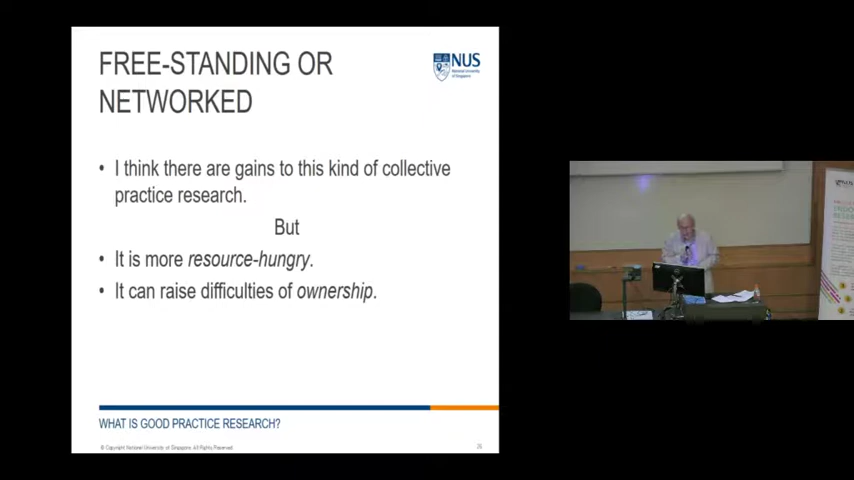 FREE-STANDING OR
NETWORKED
NUS
National University
of Singapore
• I think there are gains to this kind of collective
practice research.
But
• It is more resource-hungry.
• It can raise difficulties of ownership.
WHAT IS GOOD PRACTICE RESEARCH?
© Copyright National University of Singapore. All Rights Reserved.
26